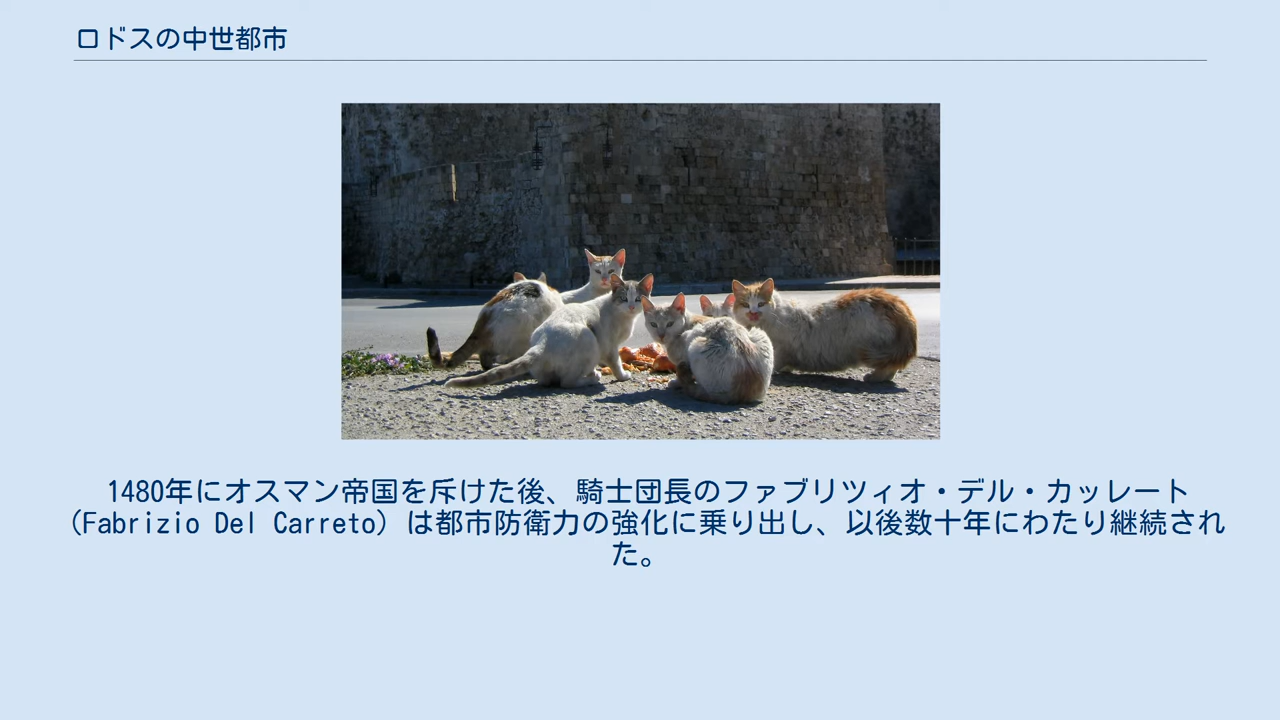 ロドスの中世都市
1480年にオスマン帝国を斥けた後、騎士団長のファブリツィオ・デル・カッレート
(Fabrizio Del Carreto) は都市防衛力の強化に乗り出し、以後数十年にわたり継続され
た。